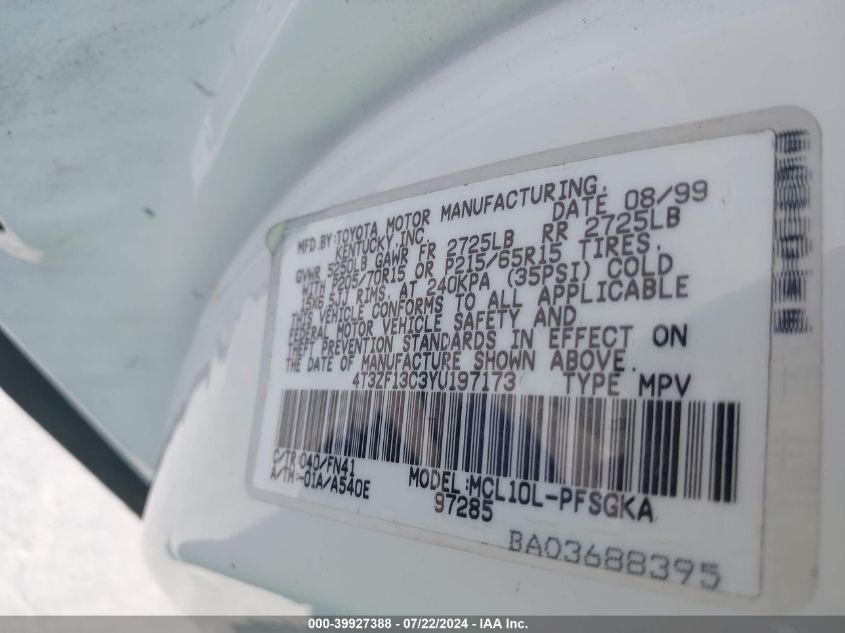 MFD.BY:TOYOTA MOTOR MANUFACTURING,
KENTUCKY,INC. DATE 08/99
GVWR 5250LB GAWR FR 2725LB RR 2725LB
WITH P205/70R15 OR P215/65R15 TIRES,
15X6.5JJ RIMS, AT 240KPA (35PSI) COLD
THIS VEHICLE CONFORMS TO ALL APPLICABLE
FEDERAL MOTOR VEHICLE SAFETY AND
THEFT PREVENTION STANDARDS IN EFFECT ON
THE DATE OF MANUFACTURE SHOWN ABOVE.
4T3ZF13C3YU197173 TYPE MPV
C/TR:040/FN41
A/TM:-01A/A540E
MODEL:MCL10L-PFSGKA
97285
BA03688395
000-39927388 / 07/22/2024 - IAA Inc.